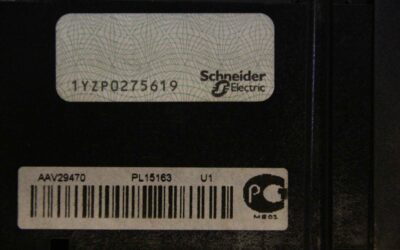 1YZP0275619
Schneider
Electric
AAV29470 PL15163 U1